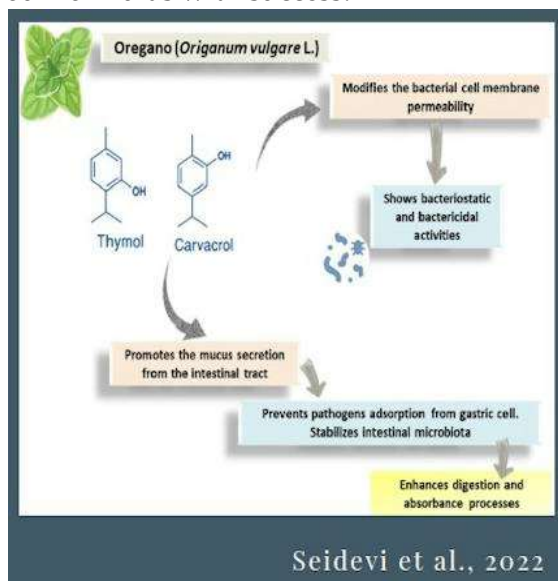 Oregano (Origanum vulgare L.)
Modifies the bacterial cell membrane
permeability
OH
OH
Thymol
Carvacrol
Shows bacteriostatic
and bactericidal
activities
Promotes the mucus secretion
from the intestinal tract
Prevents pathogens adsorption from gastric cell.
Stabilizes intestinal microbiota
Enhances digestion and
absorbance processes
Seidevi et al., 2022